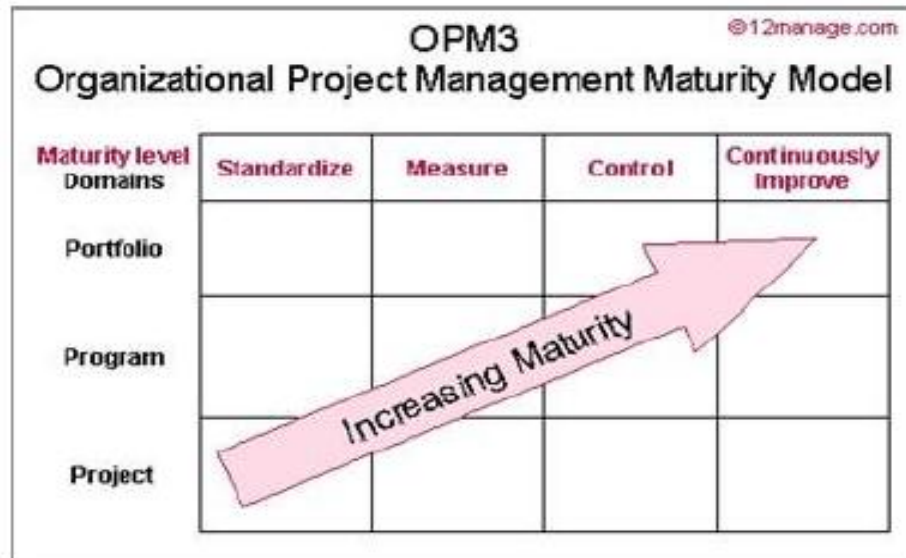 ©12manage.com
OPM3
Organizational Project Management Maturity Model
Maturity level
Domains
Standardize
Measure
Control
Continuously
Improve
Portfolio
Program
Project
Increasing Maturity